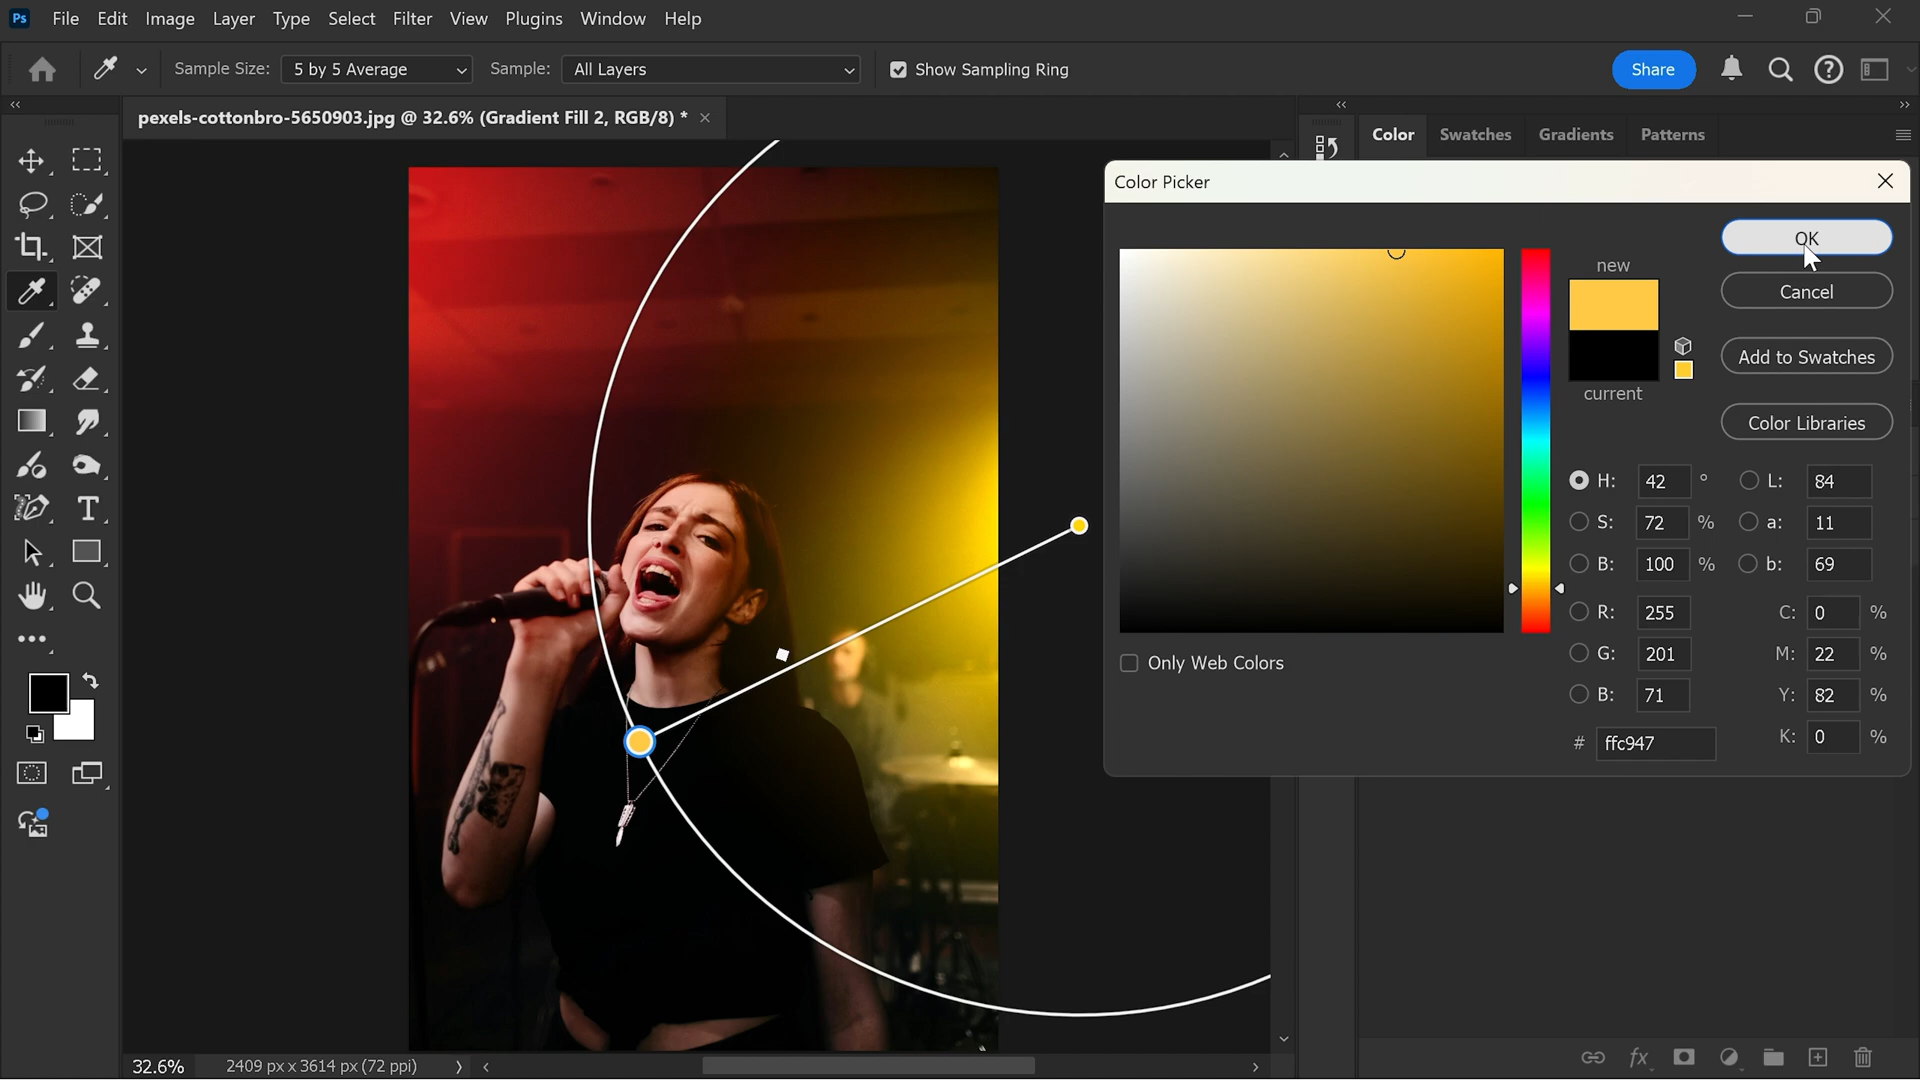 Ps File Edit Image Layer Type Select Filter View Plugins Window Help
Sample Size: 5 by 5 Average Sample: All Layers Show Sampling Ring Share
pexels-cottonbro-5650903.jpg @ 32.6% (Gradient Fill 2, RGB/8) *
Color Swatches Gradients Patterns
Color Picker
OK
new
Cancel
Add to Swatches
current
Color Libraries
H: 42 ° L: 84
S: 72 % a: 11
B: 100 % b: 69
R: 255 C: 0 %
G: 201 M: 22 %
B: 71 Y: 82 %
# ffc947 K: 0 %
Only Web Colors
T
fx
32.6% 2409 px x 3614 px (72 ppi)